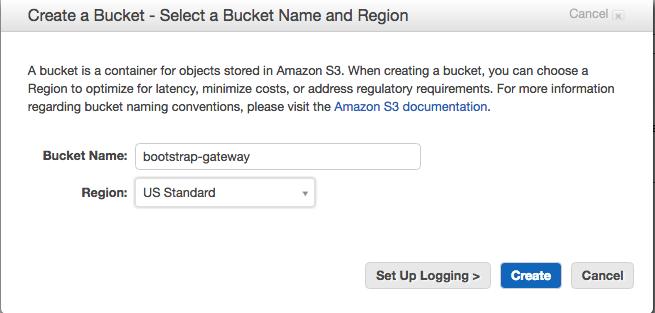 Create a Bucket - Select a Bucket Name and Region
Cancel x
A bucket is a container for objects stored in Amazon S3. When creating a bucket, you can choose a
Region to optimize for latency, minimize costs, or address regulatory requirements. For more information
regarding bucket naming conventions, please visit the Amazon S3 documentation.
Bucket Name: bootstrap-gateway
Region: US Standard
Set Up Logging > Create Cancel